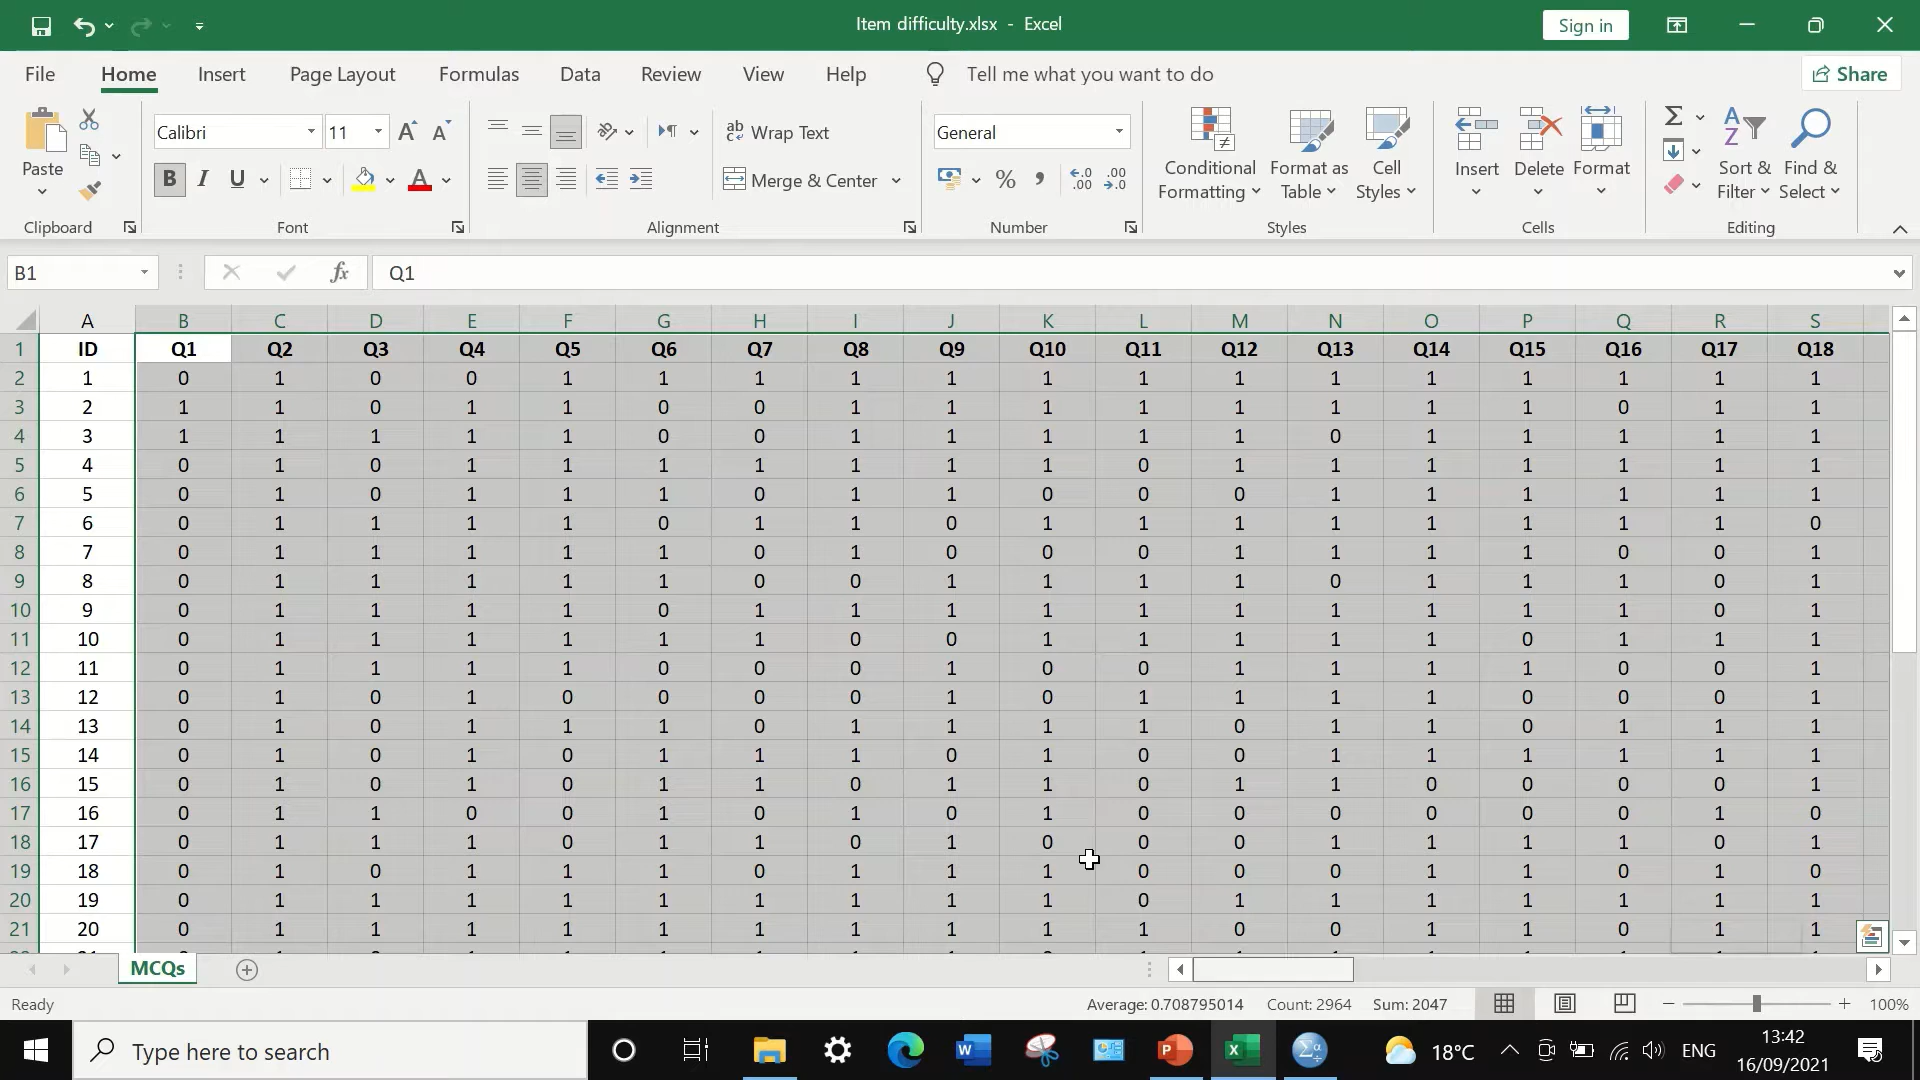 Item difficulty.xlsx - Excel
Sign in
File Home Insert Page Layout Formulas Data Review View Help Tell me what you want to do Share
Paste
Clipboard
Calibri 11
B I U A
Font
ab Wrap Text
Merge & Center
Alignment
General
% , .00
Number
Conditional Formatting
Format as Table
Cell Styles
Styles
Insert Delete Format
Cells
Sort & Filter
Find & Select
Editing
B1 fx Q1
A B C D E F G H I J K L M N O P Q R S
1 ID Q1 Q2 Q3 Q4 Q5 Q6 Q7 Q8 Q9 Q10 Q11 Q12 Q13 Q14 Q15 Q16 Q17 Q18
2 1 0 1 0 0 1 1 1 1 1 1 1 1 1 1 1 1 1 1
3 2 1 1 0 1 1 0 0 1 1 1 1 1 1 1 1 0 1 1
4 3 1 1 1 1 1 0 0 1 1 1 1 1 0 1 1 1 1 1
5 4 0 1 0 1 1 1 1 1 1 1 0 1 1 1 1 1 1 1
6 5 0 1 0 1 1 1 0 1 1 0 0 0 1 1 1 1 1 1
7 6 0 1 1 1 1 0 1 1 0 1 1 1 1 1 1 1 1 0
8 7 0 1 1 1 1 1 0 1 0 0 0 1 1 1 1 0 0 1
9 8 0 1 1 1 1 1 0 0 1 1 1 1 0 1 1 1 0 1
10 9 0 1 1 1 1 0 1 1 1 1 1 1 1 1 1 1 0 1
11 10 0 1 1 1 1 1 1 0 0 1 1 1 1 1 0 1 1 1
12 11 0 1 1 1 1 0 0 0 1 0 0 1 1 1 1 0 0 1
13 12 0 1 0 1 0 0 0 0 1 0 1 1 1 1 0 0 0 1
14 13 0 1 0 1 1 1 0 1 1 1 1 0 1 1 0 1 1 1
15 14 0 1 0 1 0 1 1 1 0 1 0 0 1 1 1 1 1 1
16 15 0 1 0 1 0 1 1 0 1 1 0 1 1 0 0 0 0 1
17 16 0 1 1 0 0 1 0 1 0 1 0 0 0 0 0 0 1 0
18 17 0 1 1 1 0 1 1 0 1 0 0 0 1 1 1 1 0 1
19 18 0 1 0 1 1 1 0 1 1 1 0 0 0 1 1 0 1 0
20 19 0 1 1 1 1 1 1 1 1 1 0 1 1 1 1 1 1 1
21 20 0 1 1 1 1 1 1 1 1 1 1 0 0 1 1 0 1 1
MCQs
Ready Average: 0.708795014 Count: 2964 Sum: 2047 100%
Type here to search
18°C ENG
13:42
16/09/2021